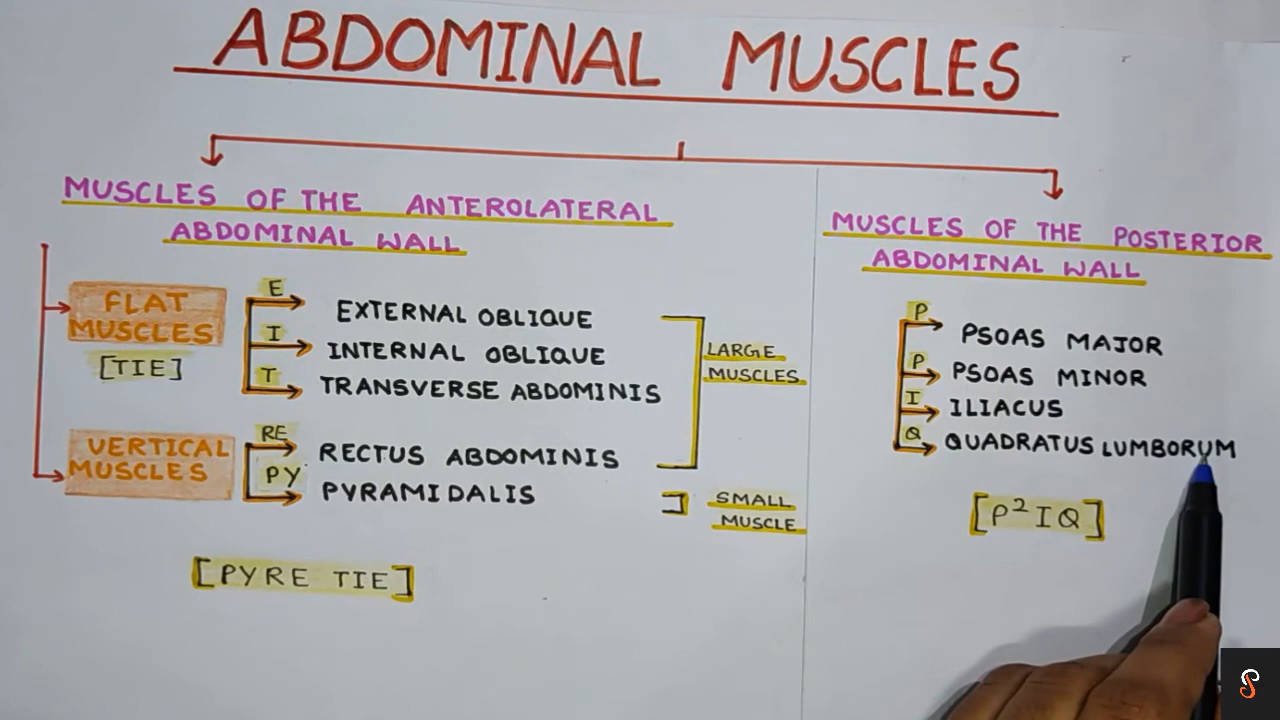 ABDOMINAL MUSCLES
MUSCLES OF THE ANTEROLATERAL
ABDOMINAL WALL
FLAT
MUSCLES
[TIE]
E
EXTERNAL OBLIQUE
I
INTERNAL OBLIQUE
T
TRANSVERSE ABDOMINIS
LARGE
MUSCLES
VERTICAL
MUSCLES
RE
RECTUS ABDOMINIS
PY
PYRAMIDALIS
SMALL
MUSCLE
[PYRE TIE]
MUSCLES OF THE POSTERIOR
ABDOMINAL WALL
P
PSOAS MAJOR
P
PSOAS MINOR
I
ILIACUS
Q
QUADRATUS LUMBORUM
[P²IQ]
S